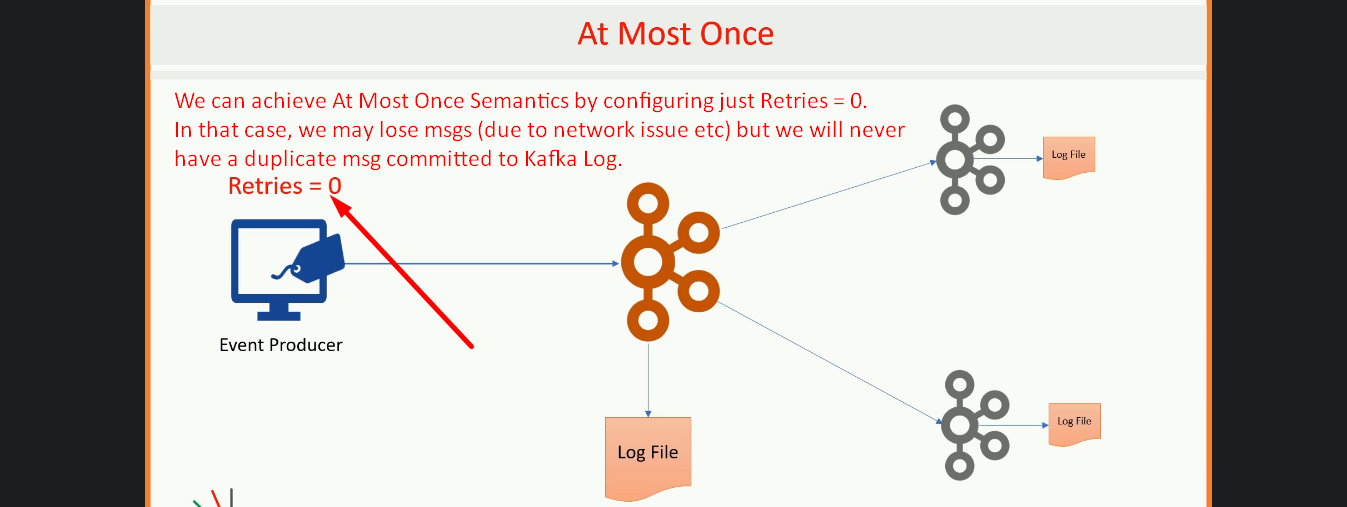 At Most Once
We can achieve At Most Once Semantics by configuring just Retries = 0.
In that case, we may lose msgs (due to network issue etc) but we will never
have a duplicate msg committed to Kafka Log.
Retries = 0
Log File
Event Producer
Log File
Log File